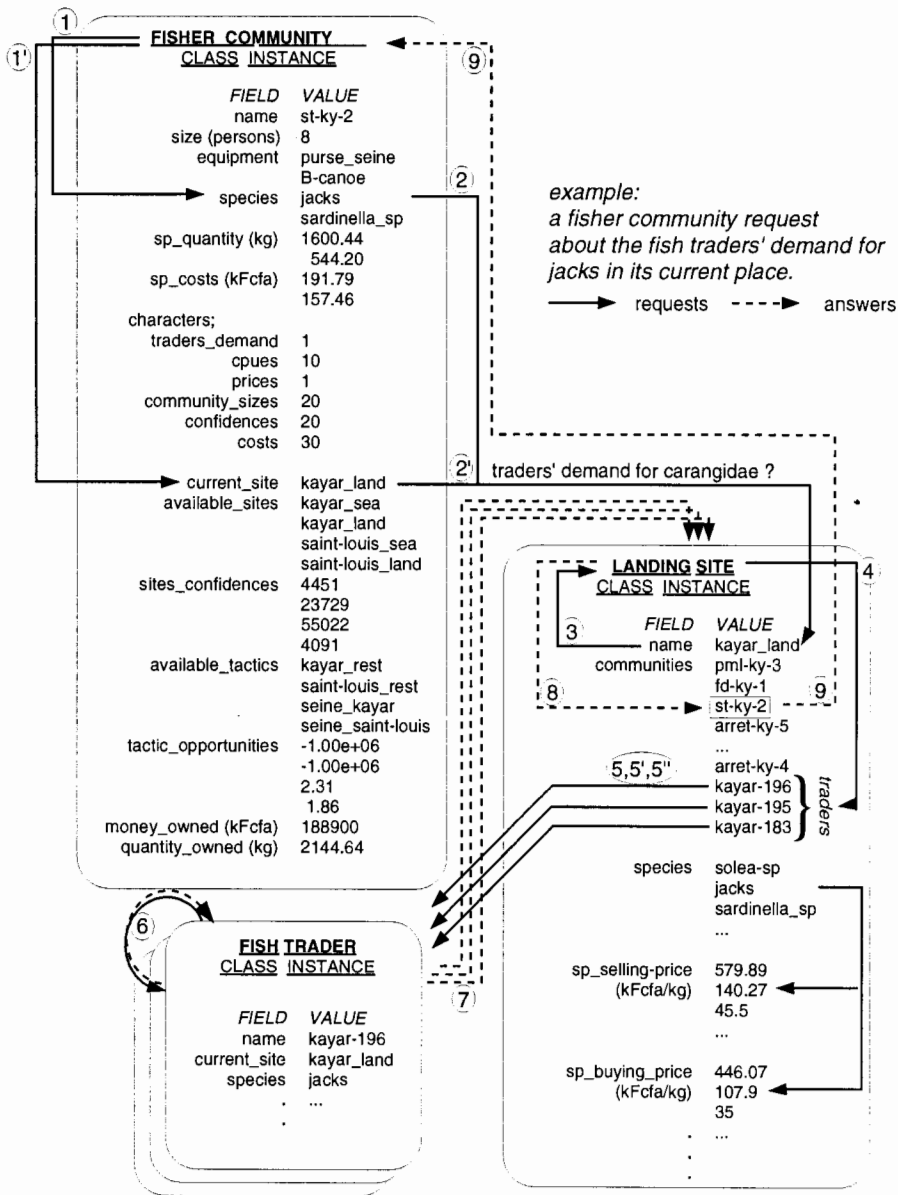 1
1'
FISHER COMMUNITY
CLASS INSTANCE
9
FIELD VALUE
name st-ky-2
size (persons) 8
equipment purse_seine
B-canoe
species jacks
2
sardinella_sp
sp_quantity (kg) 1600.44
544.20
sp_costs (kFcfa) 191.79
157.46
characters;
traders_demand 1
cpues 10
prices 1
community_sizes 20
confidences 20
costs 30
current_site kayar_land
2'
available_sites kayar_sea
kayar_land
saint-louis_sea
saint-louis_land
sites_confidences 4451
23729
55022
4091
available_tactics kayar_rest
saint-louis_rest
seine_kayar
seine_saint-louis
tactic_opportunities -1.00e+06
-1.00e+06
2.31
1.86
money_owned (kFcfa) 188900
quantity_owned (kg) 2144.64
example:
a fisher community request
about the fish traders' demand for
jacks in its current place.
requests answers
traders' demand for carangidae ?
LANDING SITE
CLASS INSTANCE
4
3
FIELD VALUE
name kayar_land
communities pml-ky-3
fd-ky-1
8
st-ky-2
9
arret-ky-5
...
arret-ky-4
5,5',5''
kayar-196
kayar-195
kayar-183
traders
species solea-sp
jacks
sardinella_sp
...
sp_selling-price 579.89
(kFcfa/kg) 140.27
45.5
...
sp_buying_price 446.07
(kFcfa/kg) 107.9
35
. ...
.
.
6
FISH TRADER
CLASS INSTANCE
7
FIELD VALUE
name kayar-196
current_site kayar_land
species jacks
. ...
.